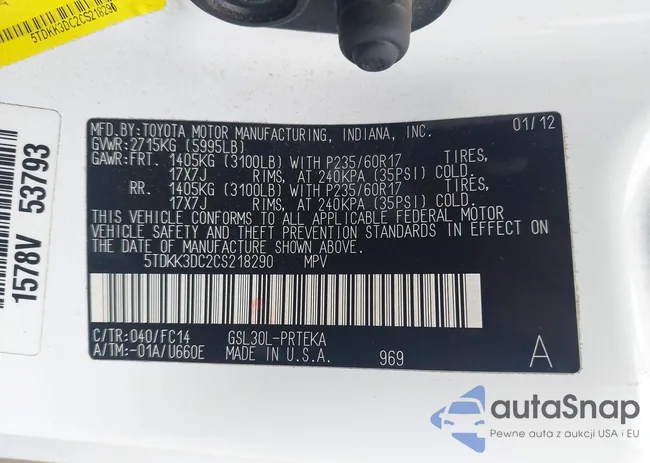 5TDKK3DC2CS218290
1578V 53793
MFD.BY:TOYOTA MOTOR MANUFACTURING, INDIANA, INC. 01/12
GVWR:2715KG (5995LB)
GAWR:FRT. 1405KG (3100LB) WITH P235/60R17 TIRES,
17X7J RIMS, AT 240KPA (35PSI) COLD.
RR. 1405KG (3100LB) WITH P235/60R17 TIRES,
17X7J RIMS, AT 240KPA (35PSI) COLD.
THIS VEHICLE CONFORMS TO ALL APPLICABLE FEDERAL MOTOR
VEHICLE SAFETY AND THEFT PREVENTION STANDARDS IN EFFECT ON
THE DATE OF MANUFACTURE SHOWN ABOVE.
5TDKK3DC2CS218290 MPV
C/TR:040/FC14 GSL30L-PRTEKA
A/TM:-01A/U660E MADE IN U.S.A. 969 A
autoSnap
Pewne auta z aukcji USA i EU